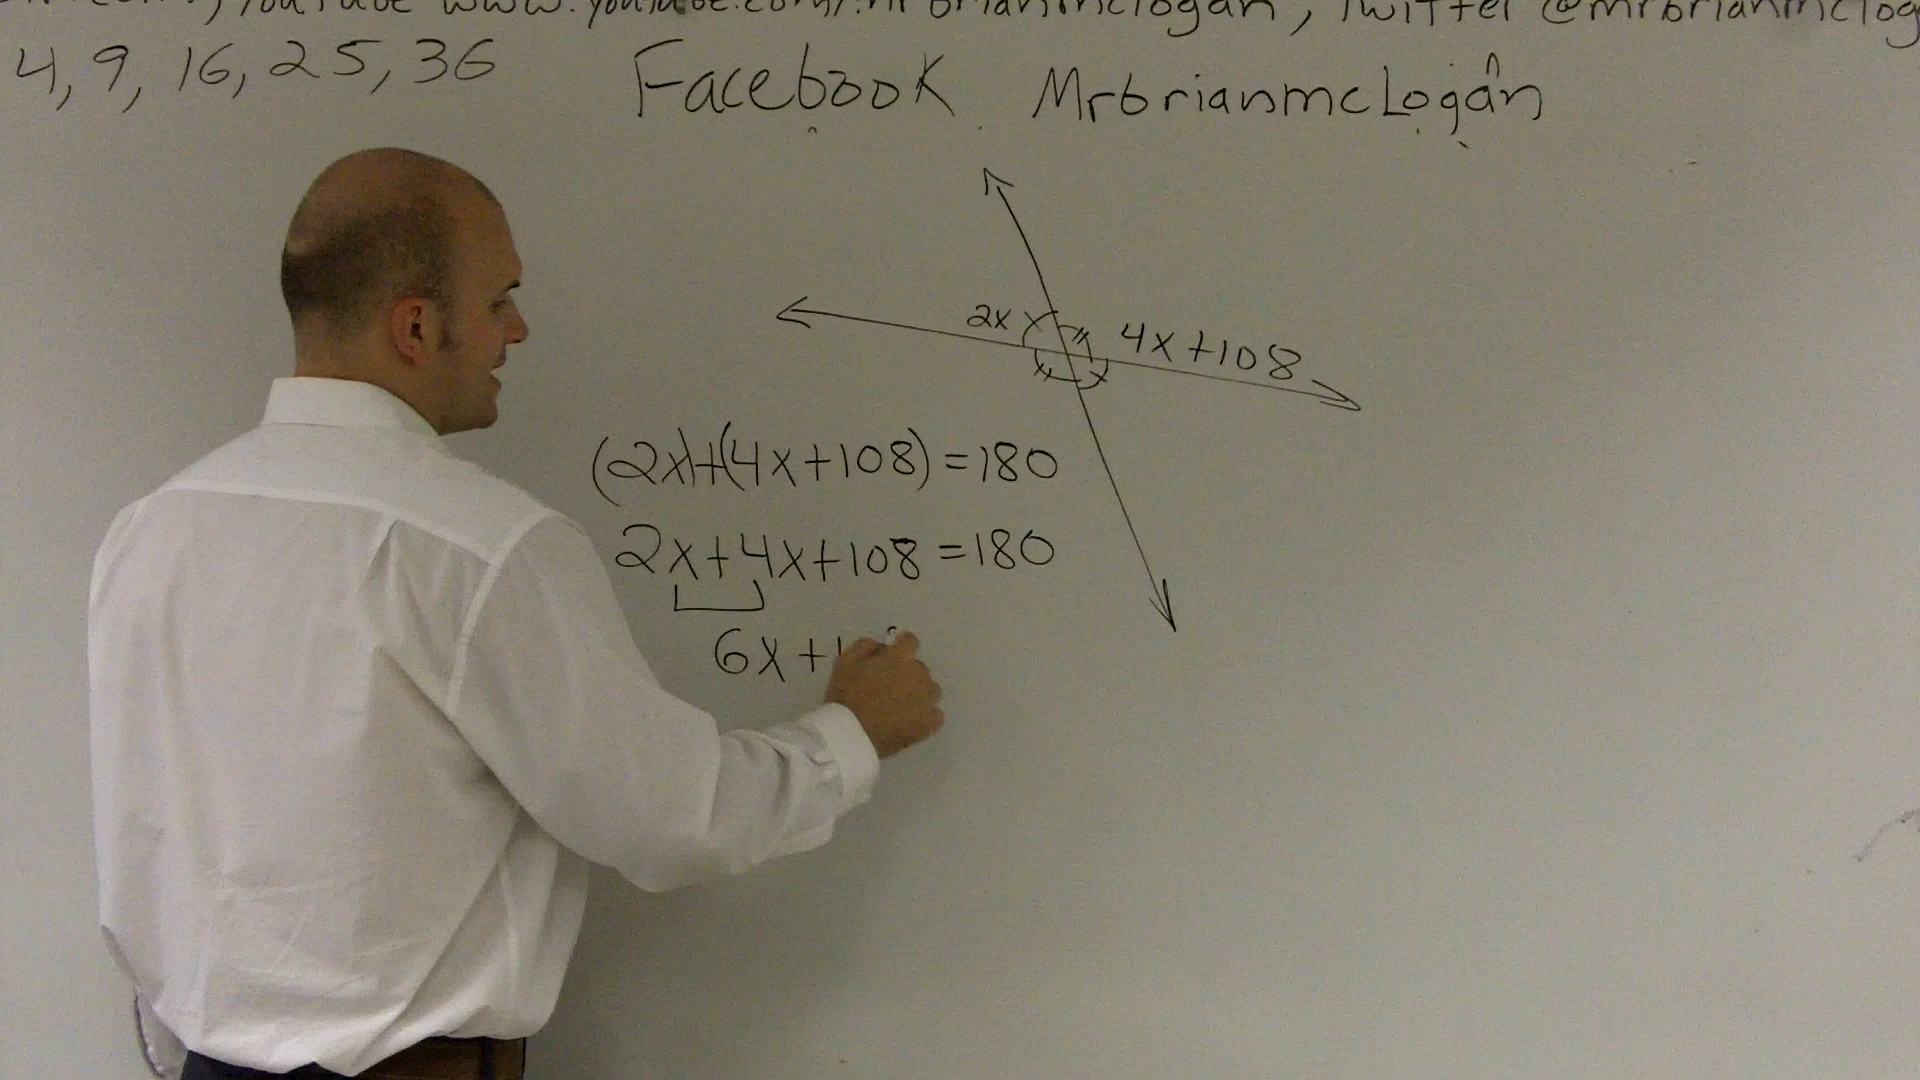 YouTube www.youtube.com/mrbrianmclogan, Twitter @mrbrianmclog
4, 9, 16, 25, 36
Facebook MrbrianmcLogan
2x
4x+108
(2x)+(4x+108)=180
2x+4x+108=180
6x+1